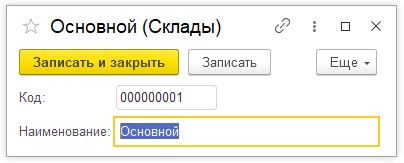 Основной (Склады)
Записать и закрыть Записать Еще
Код: 000000001
Наименование: Основной